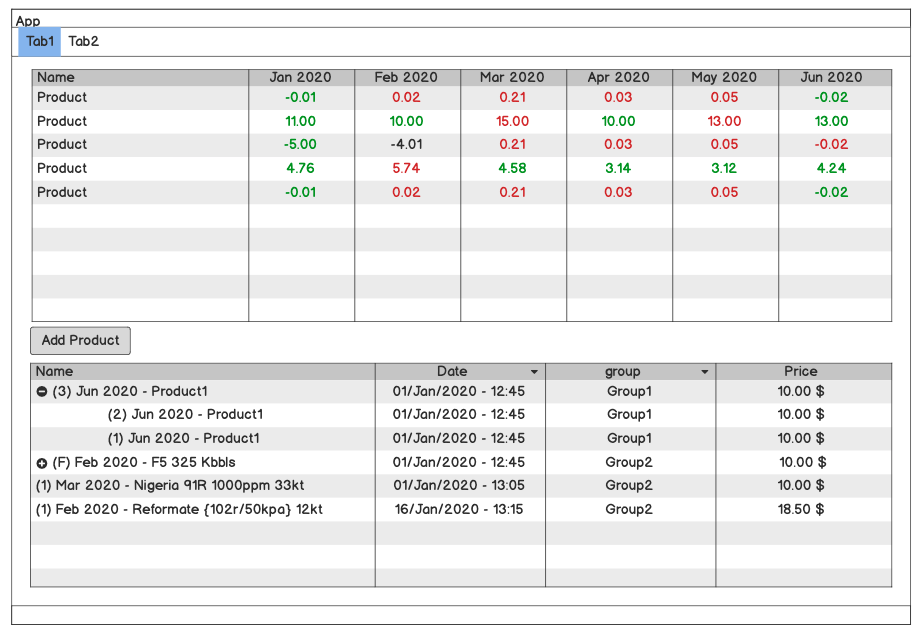 App
Tab1 Tab2
Name Jan 2020 Feb 2020 Mar 2020 Apr 2020 May 2020 Jun 2020
Product -0.01 0.02 0.21 0.03 0.05 -0.02
Product 11.00 10.00 15.00 10.00 13.00 13.00
Product -5.00 -4.01 0.21 0.03 0.05 -0.02
Product 4.76 5.74 4.58 3.14 3.12 4.24
Product -0.01 0.02 0.21 0.03 0.05 -0.02
Add Product
Name Date group Price
(3) Jun 2020 - Product1 01/Jan/2020 - 12:45 Group1 10.00 $
(2) Jun 2020 - Product1 01/Jan/2020 - 12:45 Group1 10.00 $
(1) Jun 2020 - Product1 01/Jan/2020 - 12:45 Group1 10.00 $
(F) Feb 2020 - F5 325 Kbbls 01/Jan/2020 - 12:45 Group2 10.00 $
(1) Mar 2020 - Nigeria 91R 1000ppm 33kt 01/Jan/2020 - 13:05 Group2 10.00 $
(1) Feb 2020 - Reformate {102r/50kpa} 12kt 16/Jan/2020 - 13:15 Group2 18.50 $